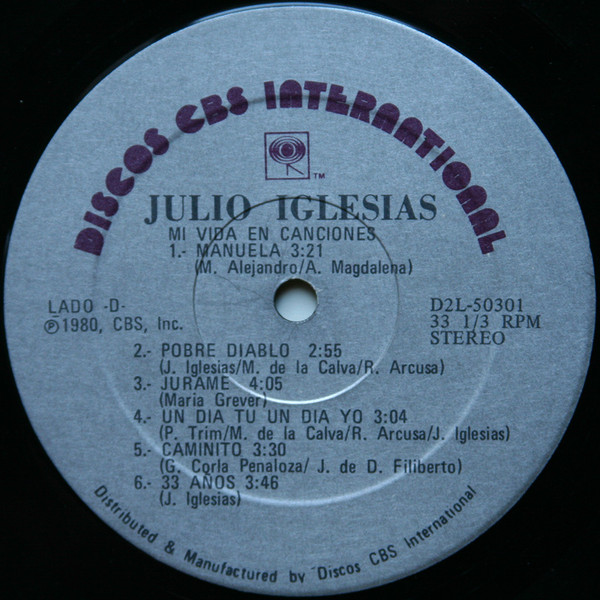 DISCOS CBS INTERNATIONAL
TM
JULIO IGLESIAS
MI VIDA EN CANCIONES
1.- MANUELA 3:21
(M. Alejandro/A. Magdalena)
LADO -D-
℗1980, CBS, Inc.
D2L-50301
33 1/3 RPM
STEREO
2.- POBRE DIABLO 2:55
(J. Iglesias/M. de la Calva/R. Arcusa)
3.- JURAME 4:05
(Maria Grever)
4.- UN DIA TU UN DIA YO 3:04
(P. Trim/M. de la Calva/R. Arcusa/J. Iglesias)
5.- CAMINITO 3:30
(G. Corla Penaloza/ J. de D. Filiberto)
6.- 33 AÑOS 3:46
(J. Iglesias)
Distributed & Manufactured by Discos CBS International